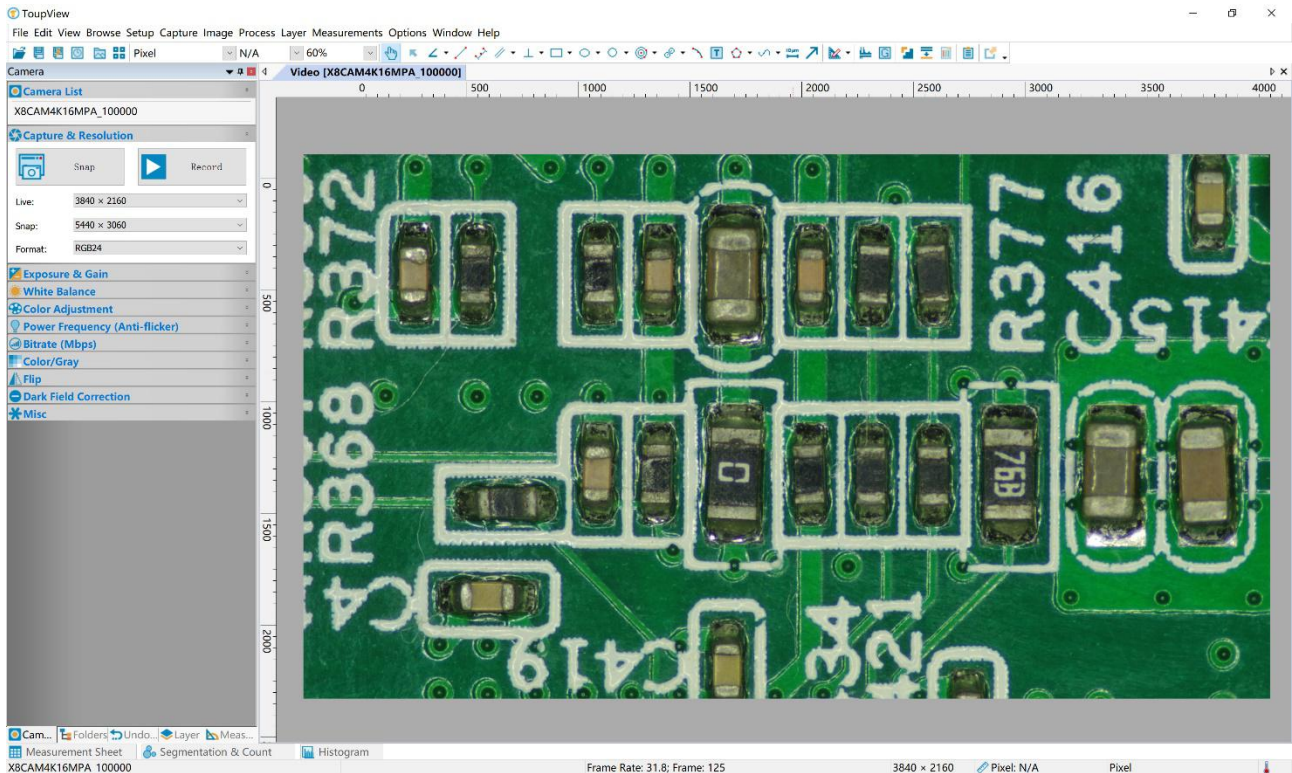 ToupView
File Edit View Browse Setup Capture Image Process Layer Measurements Options Window Help
Pixel N/A 60%
Camera
Video [X8CAM4K16MPA_100000]
Camera List
X8CAM4K16MPA_100000
Capture & Resolution
Snap Record
Live: 3840 × 2160
Snap: 5440 × 3060
Format: RGB24
Exposure & Gain
White Balance
Color Adjustment
Power Frequency (Anti-flicker)
Bitrate (Mbps)
Color/Gray
Flip
Dark Field Correction
Misc
0 500 1000 1500 2000 2500 3000 3500 4000
0
500
1000
1500
2000
R372
R377
CA416
R368
C
76B
Cam... Folders Undo... Layer Meas...
Measurement Sheet Segmentation & Count Histogram
X8CAM4K16MPA_100000 Frame Rate: 31.8; Frame: 125 3840 × 2160 Pixel: N/A Pixel